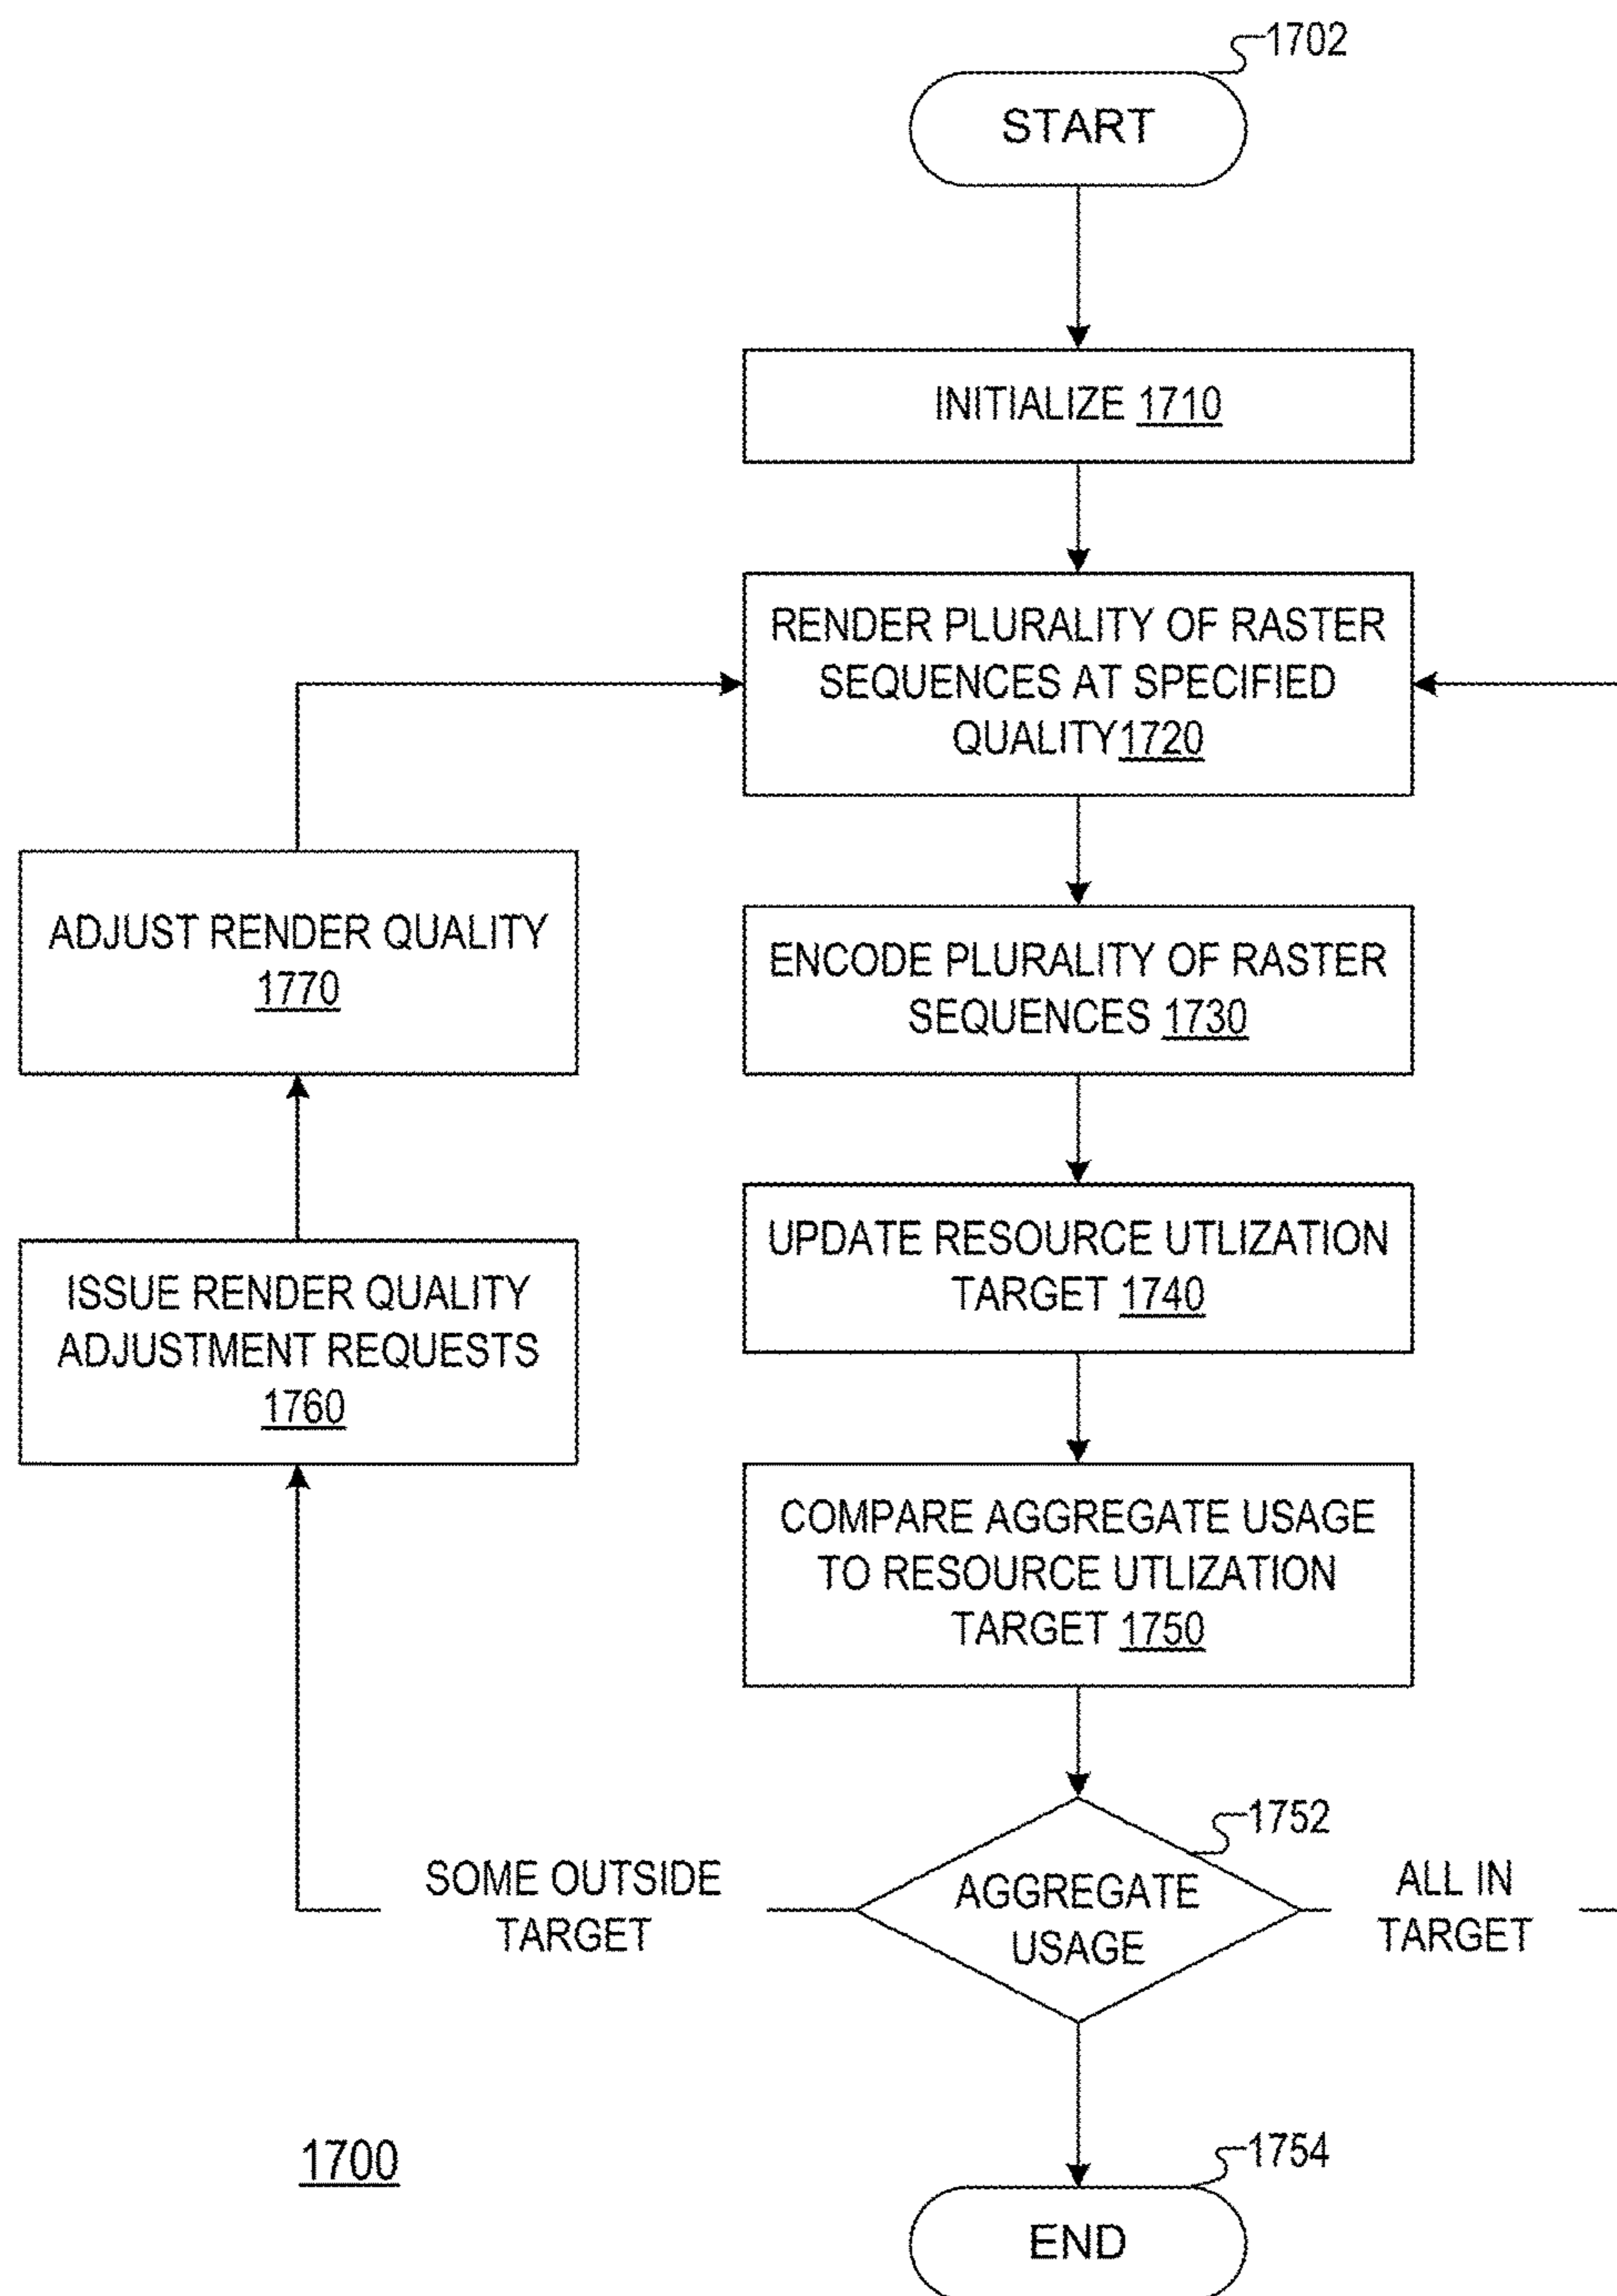 1702
START
INITIALIZE 1710
RENDER PLURALITY OF RASTER
SEQUENCES AT SPECIFIED
QUALITY1720
ADJUST RENDER QUALITY
1770
ENCODE PLURALITY OF RASTER
SEQUENCES 1730
UPDATE RESOURCE UTLIZATION
TARGET 1740
ISSUE RENDER QUALITY
ADJUSTMENT REQUESTS
1760
COMPARE AGGREGATE USAGE
TO RESOURCE UTLIZATION
TARGET 1750
1752
SOME OUTSIDE
TARGET
AGGREGATE
USAGE
ALL IN
TARGET
1700
1754
END